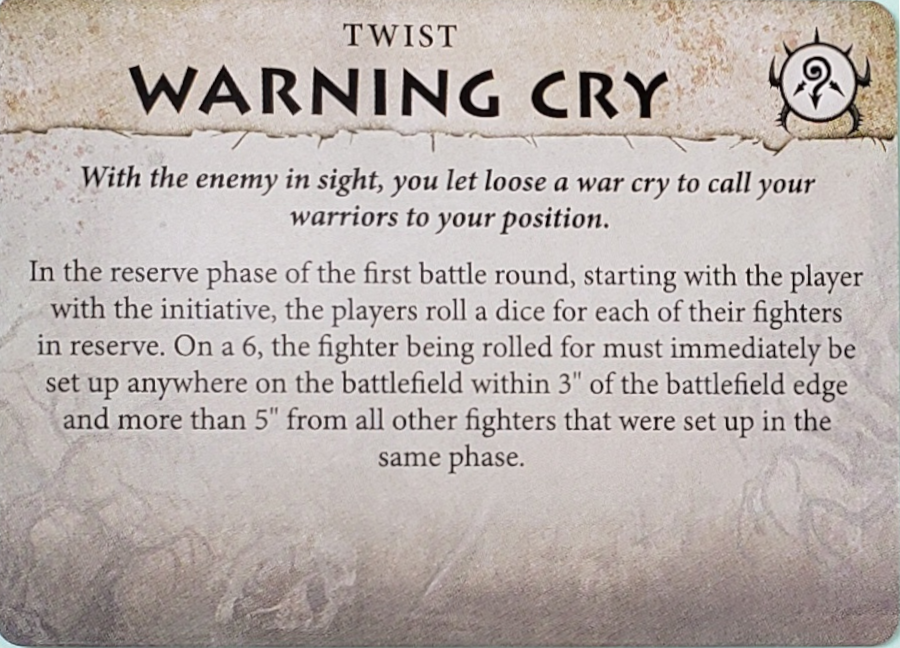 TWIST
WARNING CRY
With the enemy in sight, you let loose a war cry to call your
warriors to your position.
In the reserve phase of the first battle round, starting with the player
with the initiative, the players roll a dice for each of their fighters
in reserve. On a 6, the fighter being rolled for must immediately be
set up anywhere on the battlefield within 3" of the battlefield edge
and more than 5" from all other fighters that were set up in the
same phase.